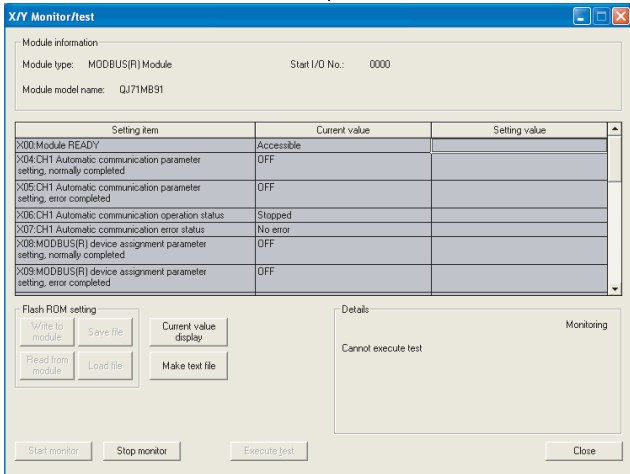 X/Y Monitor/test
Module information
Module type: MODBUS(R) Module Start I/O No.: 0000
Module model name: QJ71MB91
Setting item Current value Setting value
X00:Module READY Accessible
X04:CH1 Automatic communication parameter OFF
setting, normally completed
X05:CH1 Automatic communication parameter OFF
setting, error completed
X06:CH1 Automatic communication operation status Stopped
X07:CH1 Automatic communication error status No error
X08:MODBUS(R) device assignment parameter OFF
setting, normally completed
X09:MODBUS(R) device assignment parameter OFF
setting, error completed
Flash ROM setting Details
Write to
module Save file Current value
display Monitoring
Cannot execute test
Read from
module Load file Make text file
Start monitor Stop monitor Execute test Close